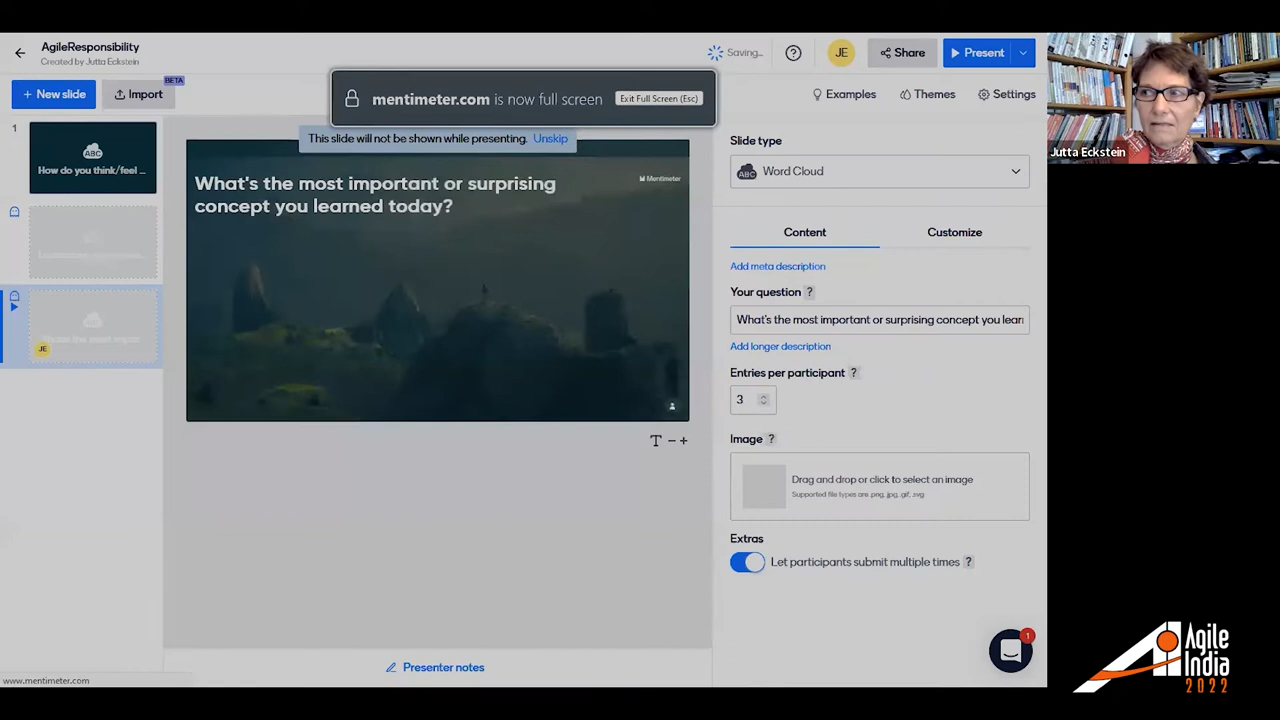 AgileResponsibility
Created by Jutta Eckstein
Saving...
?
JE
Share
Present
+ New slide
Import
BETA
mentimeter.com is now full screen
Exit Full Screen (Esc)
Examples
Themes
Settings
This slide will not be shown while presenting. Unskip
1
ABC
How do you think/feel ...
JE
What's the most important or surprising
concept you learned today?
Mentimeter
T − +
Presenter notes
Slide type
ABC
Word Cloud
Content
Customize
Add meta description
Your question ?
What's the most important or surprising concept you learn
Add longer description
Entries per participant ?
3
Image ?
Drag and drop or click to select an image
Supported file types are .png, .jpg, .gif, .svg
Extras
Let participants submit multiple times ?
1
www.mentimeter.com
Jutta Eckstein
Agile
India
2022